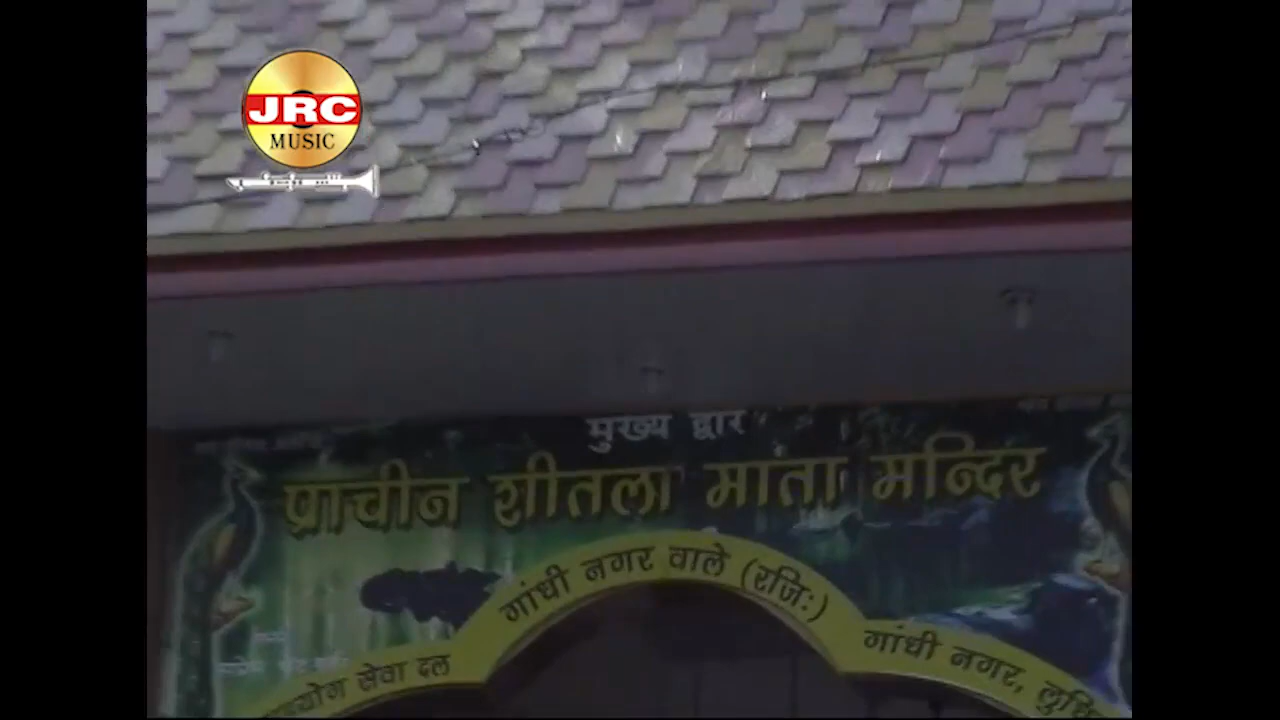 JRC
MUSIC
मुख्य द्वार
प्राचीन शीतला मांता मन्दिर
गांधी नगर वाले (रजि:)
सेवा दल
गांधी नगर,